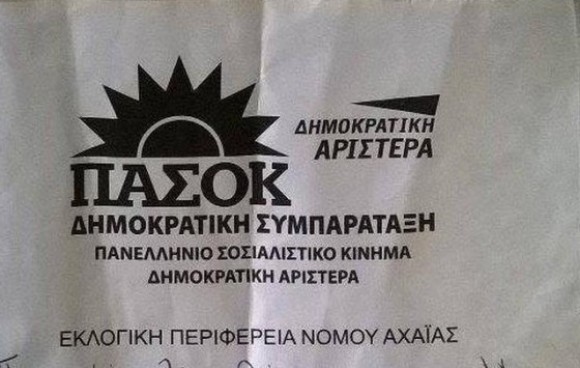 ΔΗΜΟΚΡΑΤΙΚΗ
ΑΡΙΣΤΕΡΑ
ΠΑΣΟΚ
ΔΗΜΟΚΡΑΤΙΚΗ ΣΥΜΠΑΡΑΤΑΞΗ
ΠΑΝΕΛΛΗΝΙΟ ΣΟΣΙΑΛΙΣΤΙΚΟ ΚΙΝΗΜΑ
ΔΗΜΟΚΡΑΤΙΚΗ ΑΡΙΣΤΕΡΑ
ΕΚΛΟΓΙΚΗ ΠΕΡΙΦΕΡΕΙΑ ΝΟΜΟΥ ΑΧΑΪΑΣ